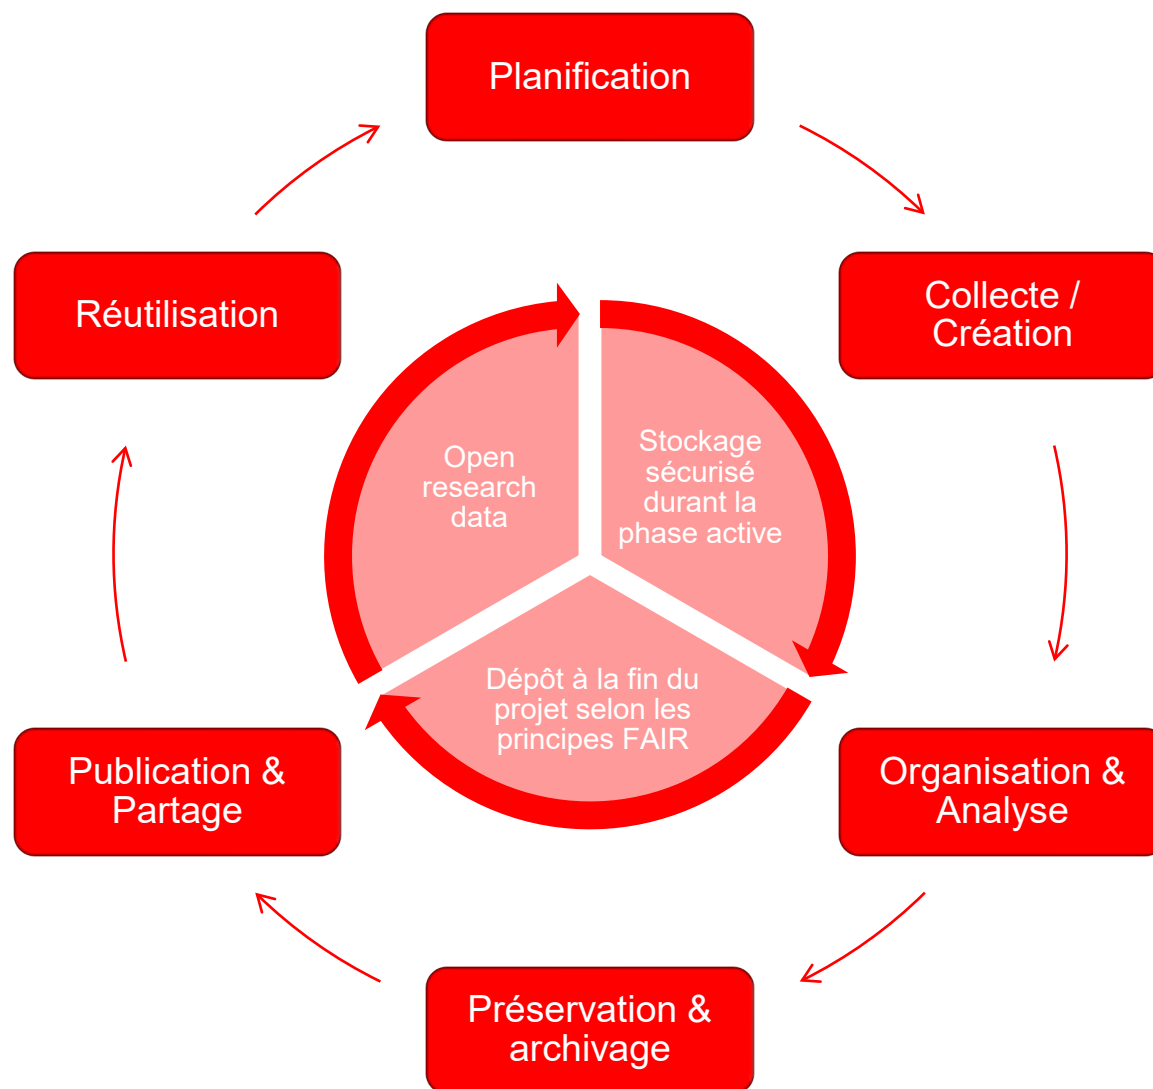 Planification
Collecte /
Création
Organisation &
Analyse
Préservation &
archivage
Publication &
Partage
Réutilisation
Stockage
sécurisé
durant la
phase active
Dépôt à la fin du
projet selon les
principes FAIR
Open
research
data